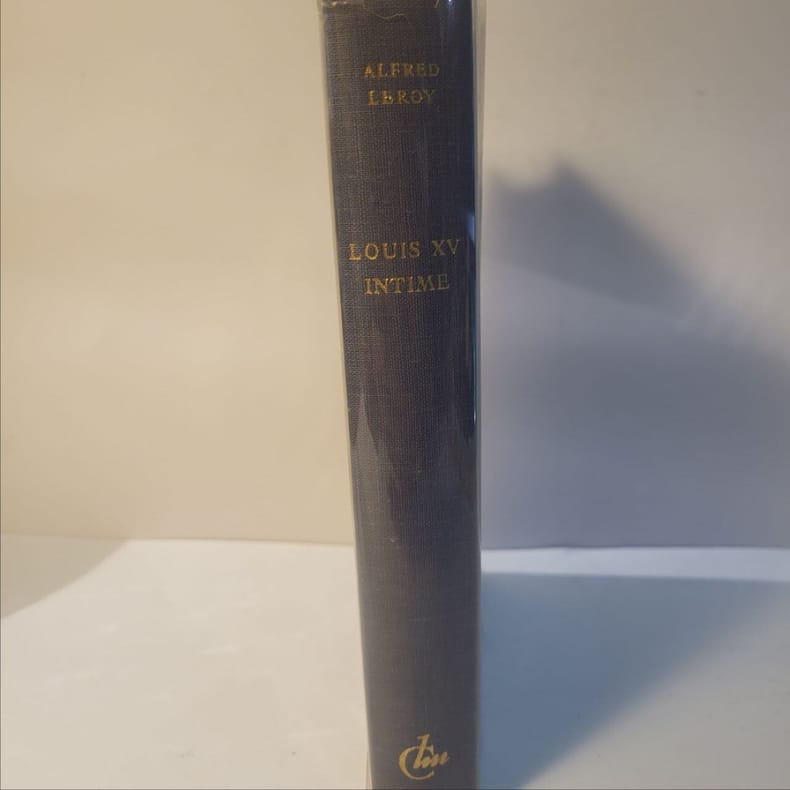 ALFRED
LEROY
LOUIS XV
INTIME